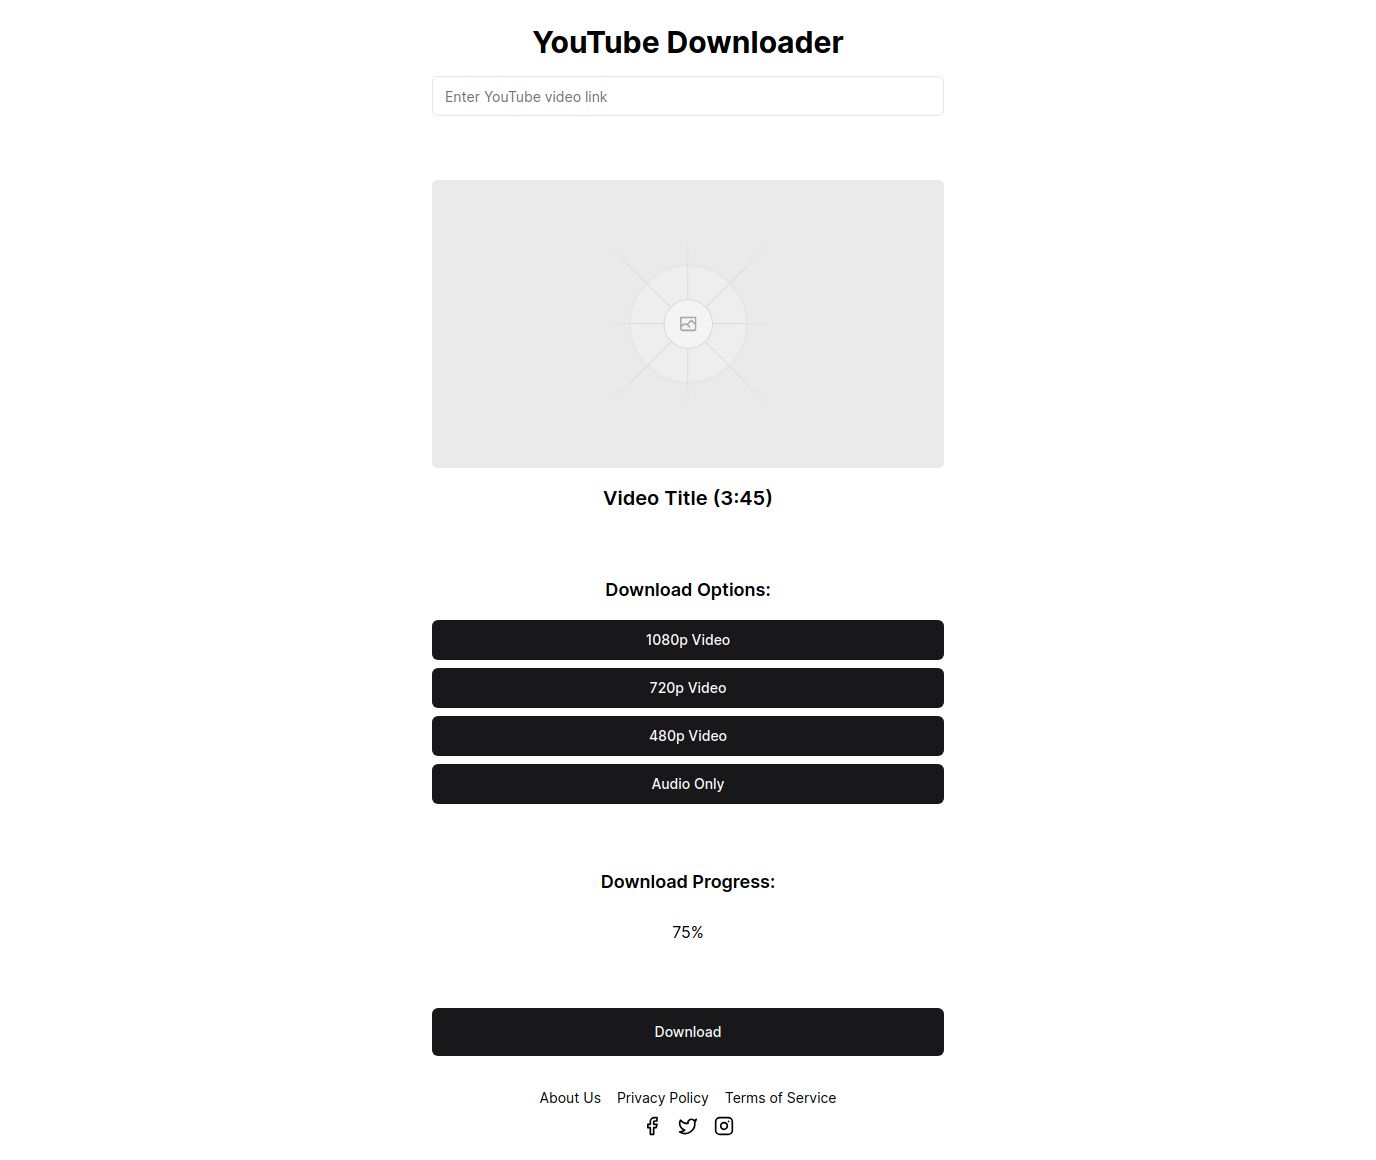 YouTube Downloader
Enter YouTube video link
Video Title (3:45)
Download Options:
1080p Video
720p Video
480p Video
Audio Only
Download Progress:
75%
Download
About Us Privacy Policy Terms of Service